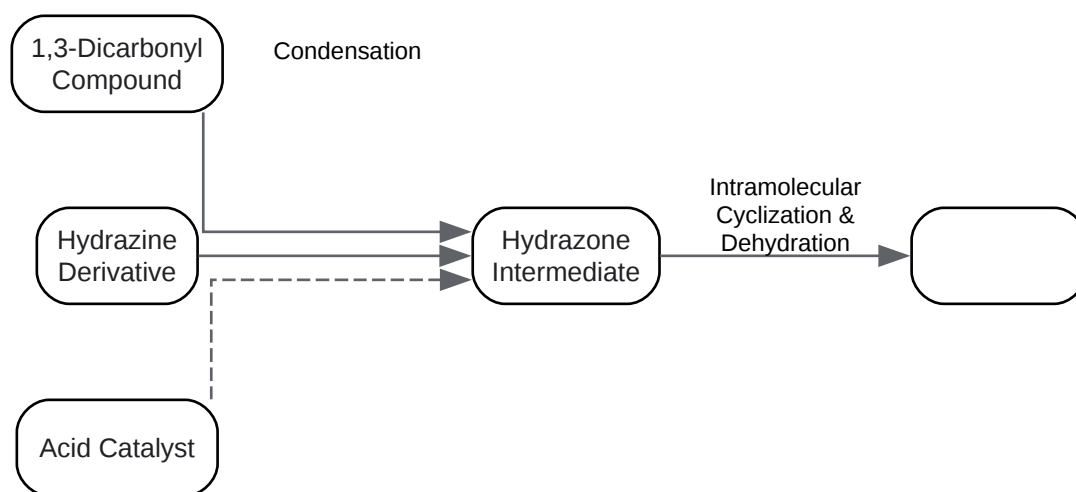 1,3-Dicarbonyl
Compound
Condensation
Hydrazine
Derivative
Hydrazone
Intermediate
Intramolecular
Cyclization &
Dehydration
Acid Catalyst